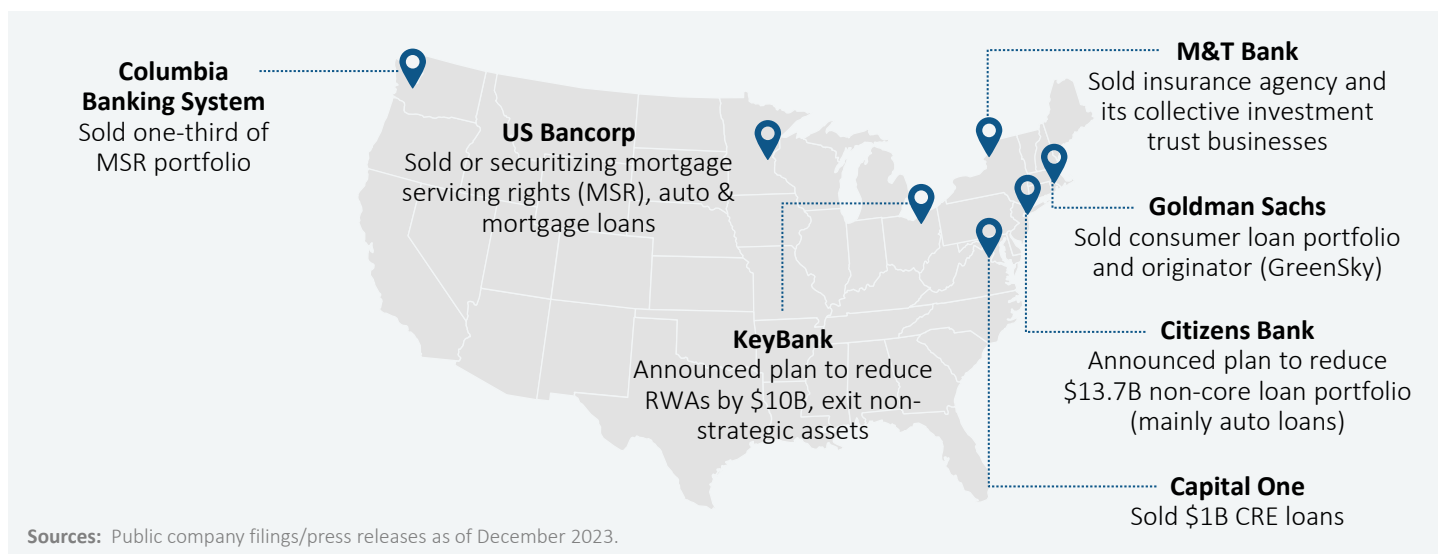 Columbia
Banking System
Sold one-third of
MSR portfolio
US Bancorp
Sold or securitizing mortgage
servicing rights (MSR), auto &
mortgage loans
KeyBank
Announced plan to reduce
RWAs by $10B, exit non-
strategic assets
M&T Bank
Sold insurance agency and
its collective investment
trust businesses
Goldman Sachs
Sold consumer loan portfolio
and originator (GreenSky)
Citizens Bank
Announced plan to reduce
$13.7B non-core loan portfolio
(mainly auto loans)
Capital One
Sold $1B CRE loans
Sources: Public company filings/press releases as of December 2023.